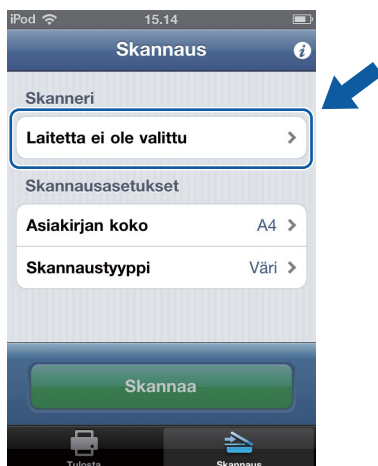 iPod 15.14
Skannaus
Skanneri
Laitetta ei ole valittu
Skannausasetukset
Asiakirjan koko A4
Skannaustyyppi Väri
Skannaa
Tulosta Skannaus